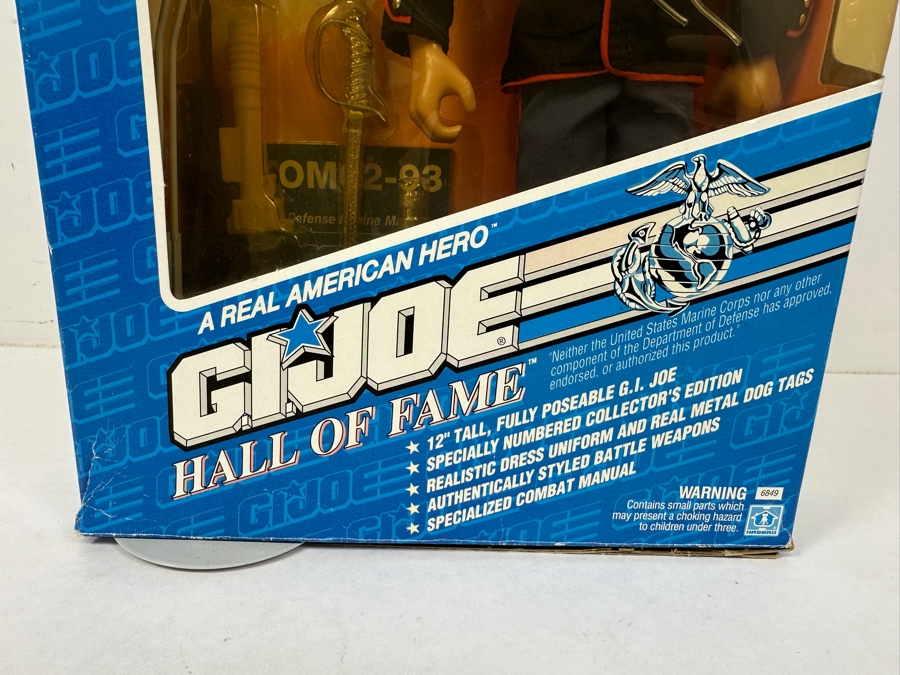 A REAL AMERICAN HERO™
G.I.JOE®
HALL OF FAME™
"Neither the United States Marine Corps nor any other
component of the Department of Defense has approved,
endorsed, or authorized this product."
12" TALL, FULLY POSEABLE G.I. JOE
SPECIALLY NUMBERED COLLECTOR'S EDITION
REALISTIC DRESS UNIFORM AND REAL METAL DOG TAGS
AUTHENTICALLY STYLED BATTLE WEAPONS
SPECIALIZED COMBAT MANUAL
WARNING
Contains small parts which
may present a choking hazard
to children under three.
6849
HASBRO